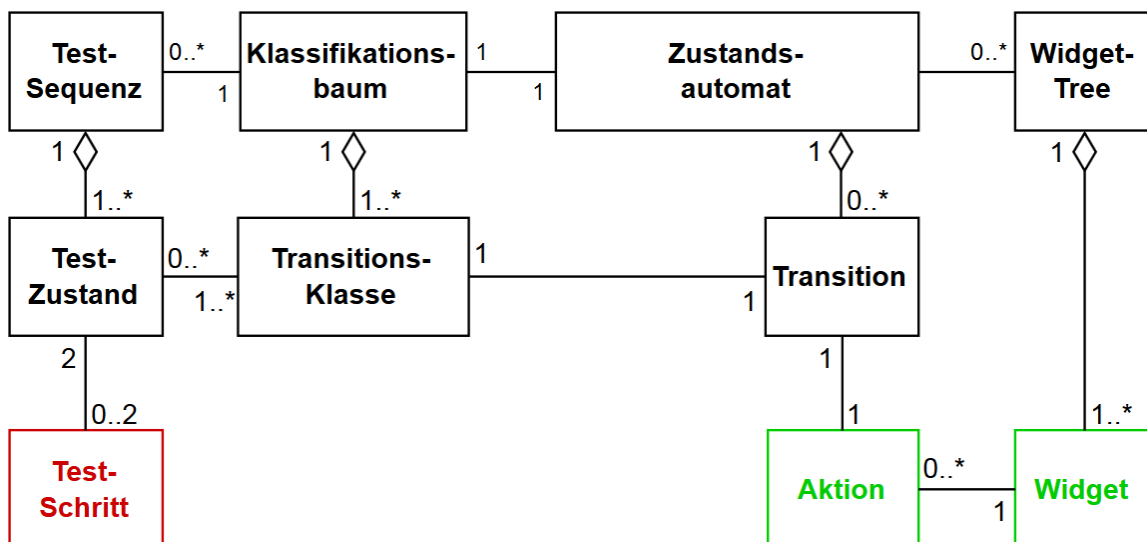 Test-
Sequenz
0..*
1
Klassifikations-
baum
1
1
Zustands-
automat
0..*
Widget-
Tree
1
1..*
1
1..*
1
0..*
1
1..*
Test-
Zustand
0..*
1..*
Transitions-
Klasse
1
1
Transition
2
0..2
1
1
Test-
Schritt
Aktion
0..*
1
Widget